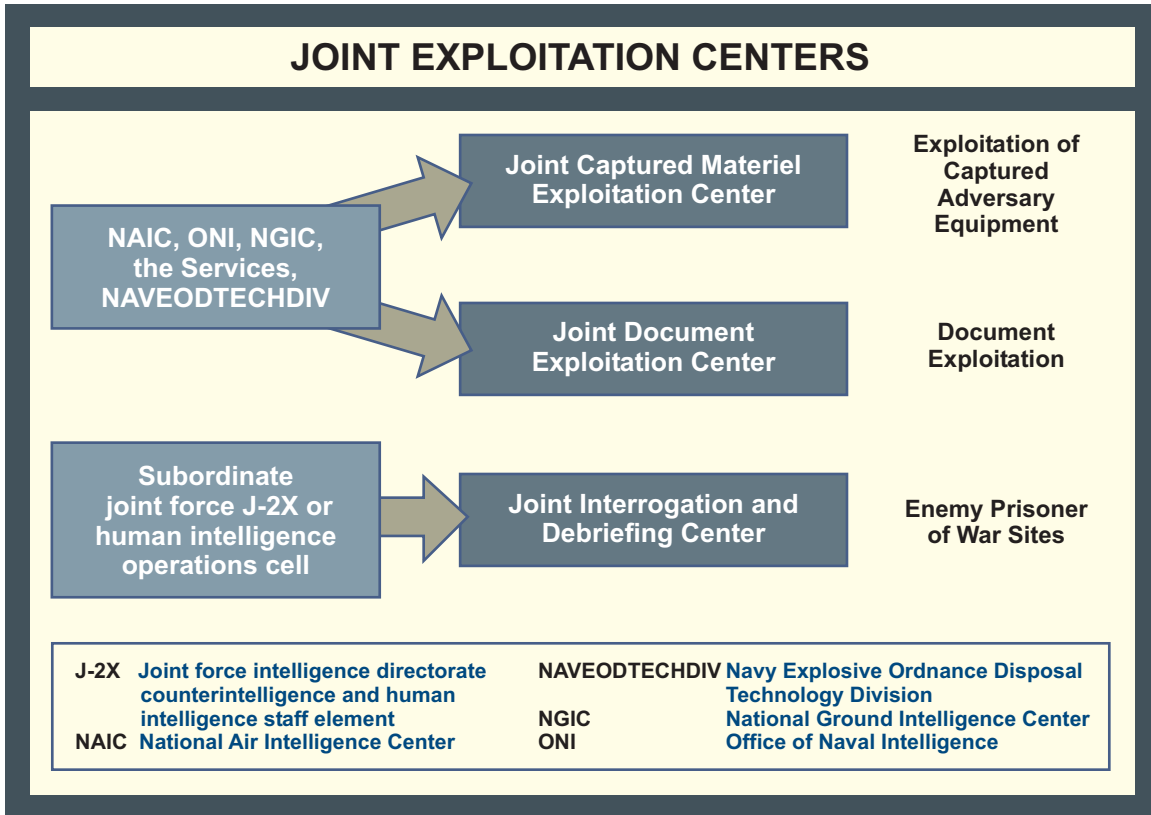 JOINT EXPLOITATION CENTERS
NAIC, ONI, NGIC,
the Services,
NAVEODTECHDIV
Joint Captured Materiel
Exploitation Center
Exploitation of
Captured
Adversary
Equipment
Joint Document
Exploitation Center
Document
Exploitation
Subordinate
joint force J-2X or
human intelligence
operations cell
Joint Interrogation and
Debriefing Center
Enemy Prisoner
of War Sites
J-2X Joint force intelligence directorate
counterintelligence and human
intelligence staff element
NAIC National Air Intelligence Center
NAVEODTECHDIV Navy Explosive Ordnance Disposal
Technology Division
NGIC National Ground Intelligence Center
ONI Office of Naval Intelligence